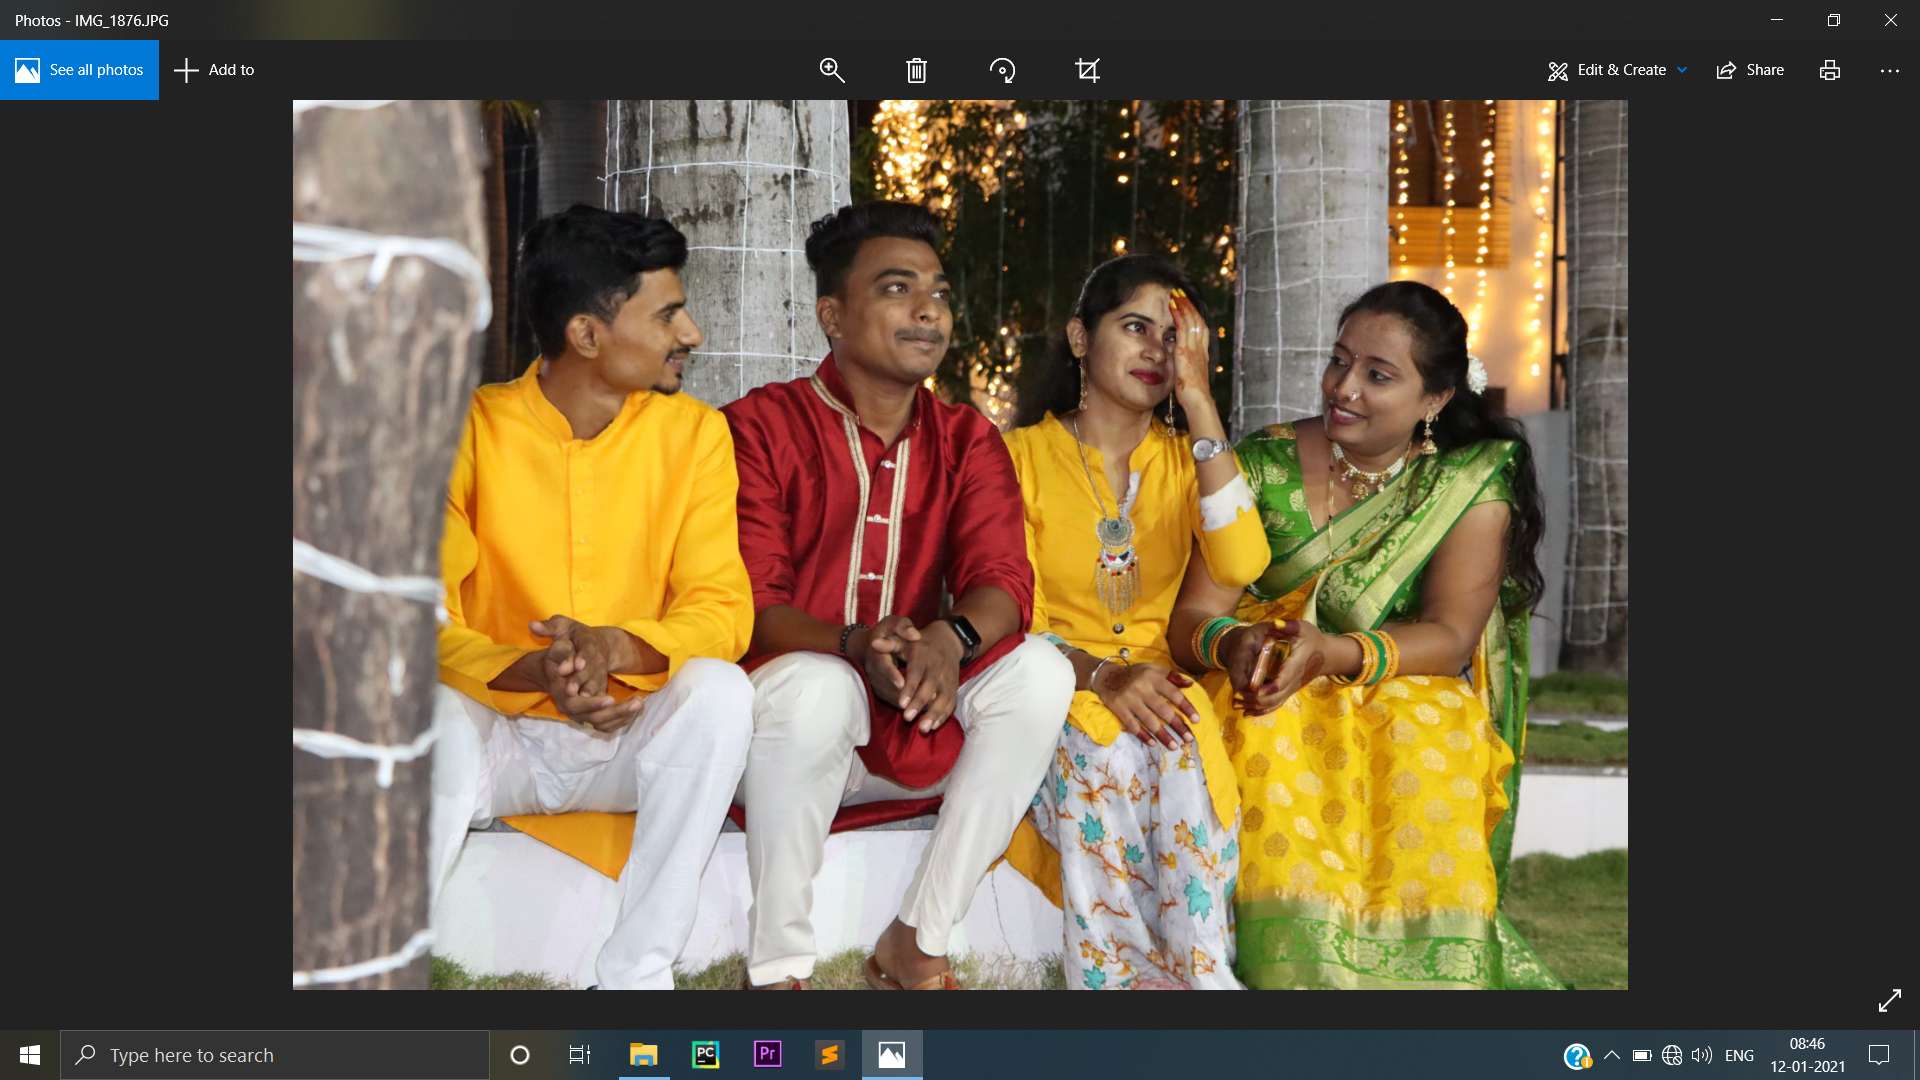 Photos - IMG_1876.JPG
See all photos
Add to
Edit & Create
Share
Type here to search
PC
Pr
ENG
08:46
12-01-2021